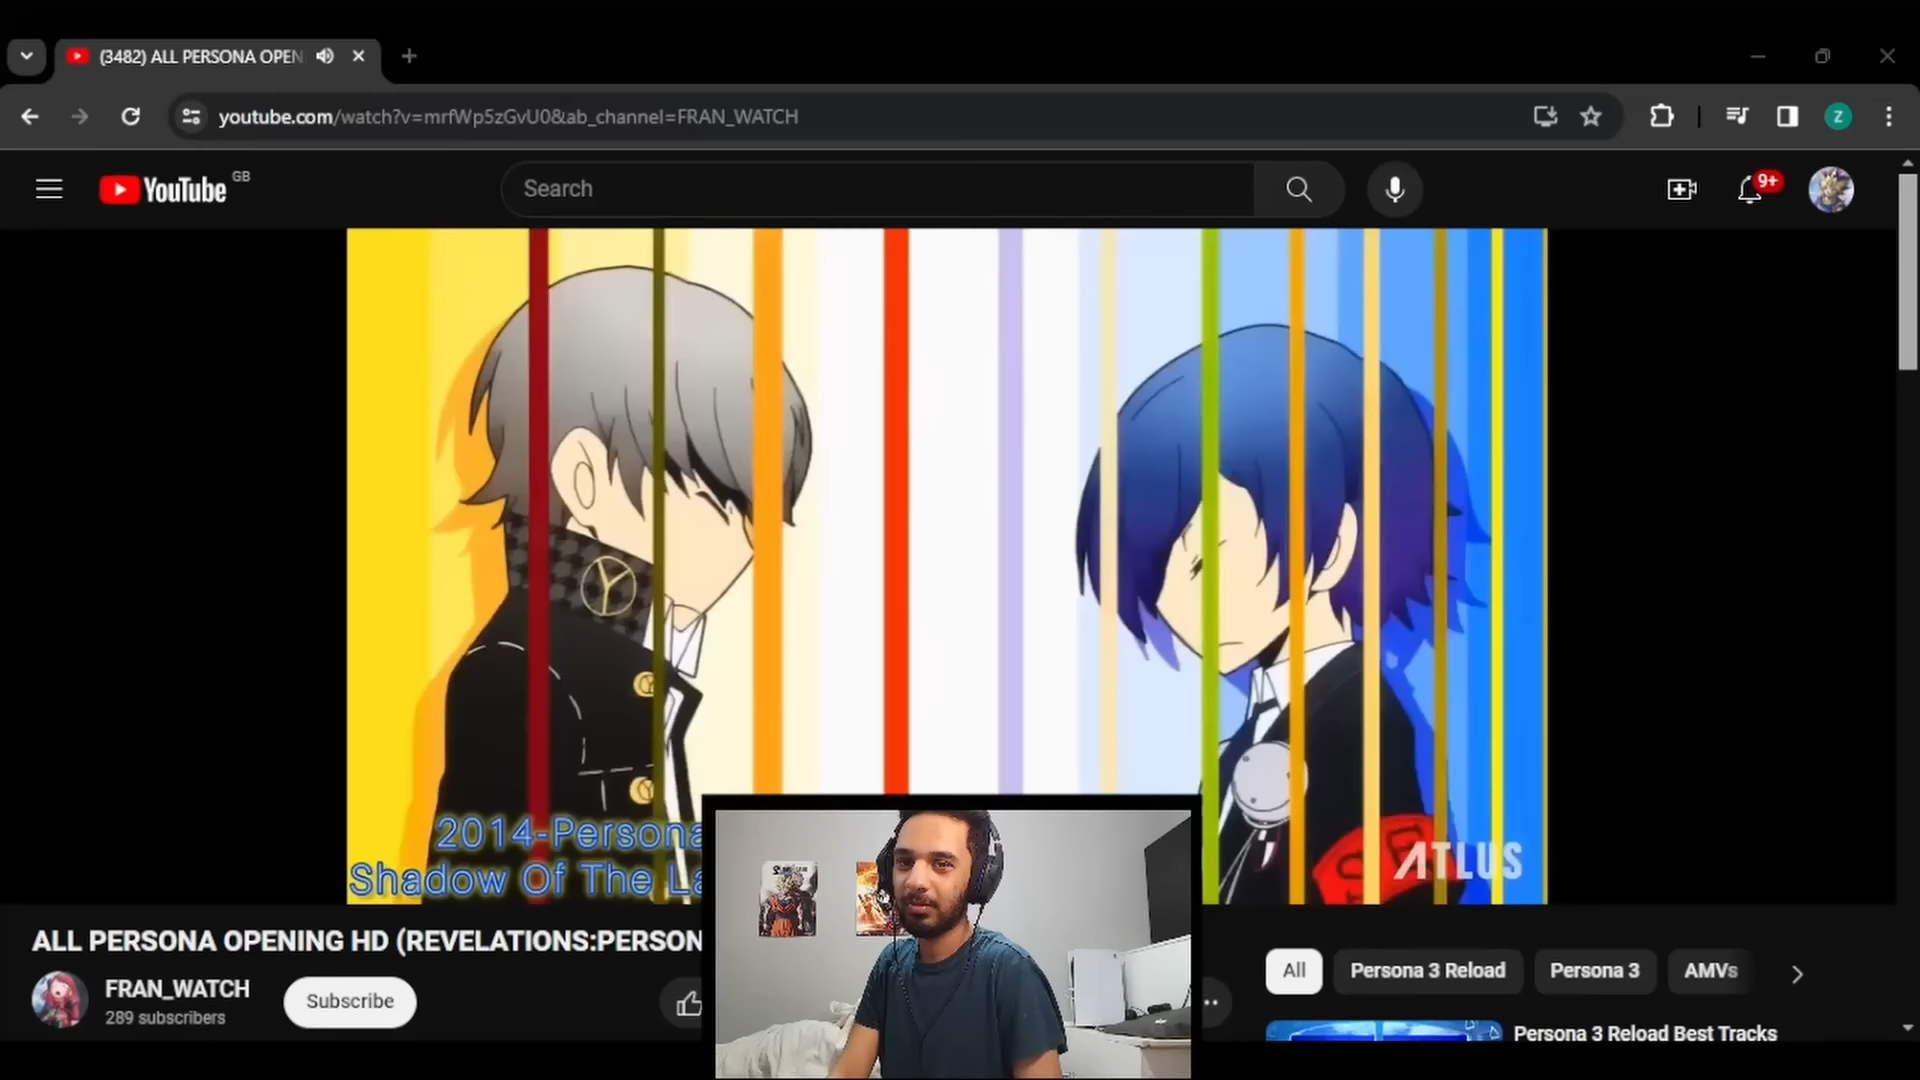 (3482) ALL PERSONA OPEN
youtube.com/watch?v=mrfWp5zGvU0&ab_channel=FRAN_WATCH
Z
YouTube GB
Search
9+
2014-Persona
Shadow Of The La
ATLUS
ALL PERSONA OPENING HD (REVELATIONS:PERSON
FRAN_WATCH
289 subscribers
Subscribe
All
Persona 3 Reload
Persona 3
AMVs
Persona 3 Reload Best Tracks